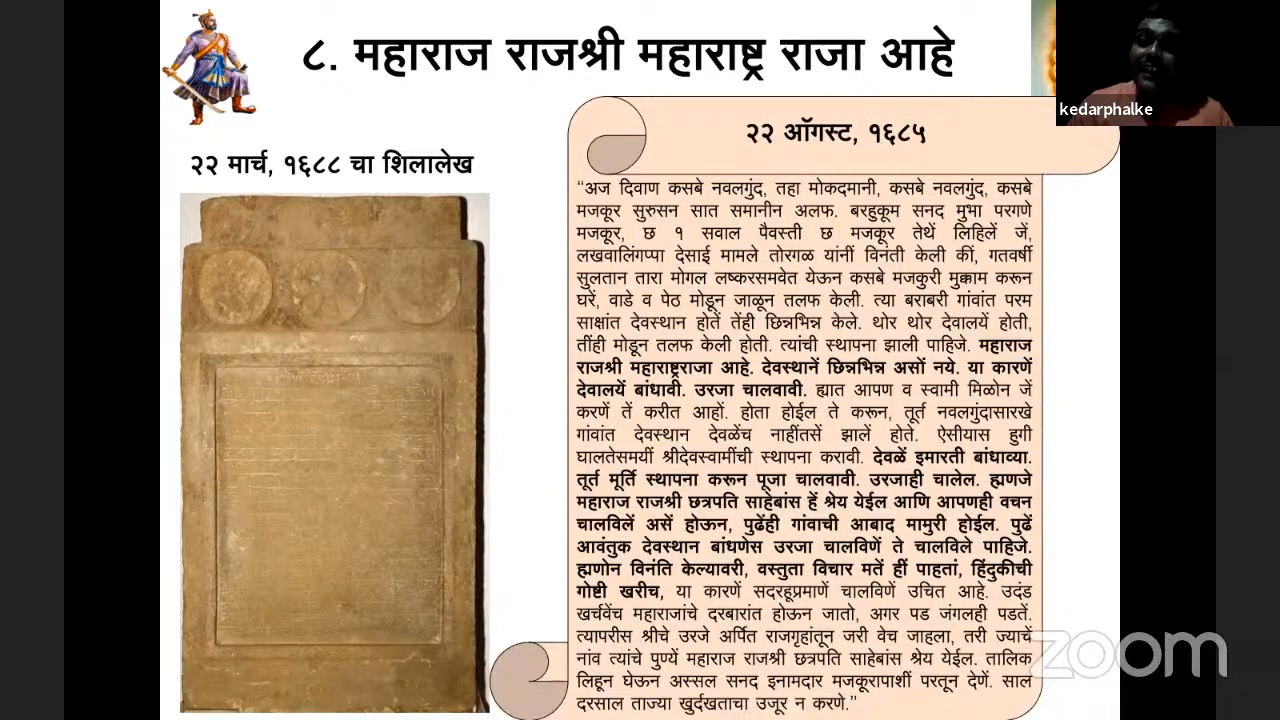 ८. महाराज राजश्री महाराष्ट्र राजा आहे
kedarphalke
२२ मार्च, १६८८ चा शिलालेख
२२ ऑगस्ट, १६८५
“अज दिवाण कसबे नवलगुंद, तहा मोकदमानी, कसबे नवलगुंद, कसबे
मजकूर सुरुसन सात समानीन अलफ. बरहुकूम सनद मुभा परगणे
मजकूर, छ १ सवाल पैवस्ती छ मजकूर तेथें लिहिलें जें,
लखवालिंगप्पा देसाई मामले तोरगळ यांनीं विनंती केली कीं, गतवर्षी
सुलतान तारा मोगल लष्करसमवेत येऊन कसबे मजकुरी मुक्काम करून
घरें, वाडे व पेठ मोडून जाळून तलफ केली. त्या बराबरी गांवांत परम
साक्षांत देवस्थान होतें तेंही छिन्नभिन्न केले. थोर थोर देवालयें होती,
तींही मोडून तलफ केली होती. त्यांची स्थापना झाली पाहिजे. महाराज
राजश्री महाराष्ट्रराजा आहे. देवस्थानें छिन्नभिन्न असों नये. या कारणें
देवालयें बांधावी. उरजा चालवावी. ह्यात आपण व स्वामी मिळोन जें
करणें तें करीत आहों. होता होईल ते करून, तूर्त नवलगुंदासारखे
गांवांत देवस्थान देवळेंच नाहींतसें झालें होते. ऐसीयास हुगी
घालतेसमयीं श्रीदेवस्वामींची स्थापना करावी. देवळें इमारती बांधाव्या.
तूर्त मूर्ति स्थापना करून पूजा चालवावी. उरजाही चालेल. ह्मणजे
महाराज राजश्री छत्रपति साहेबांस हें श्रेय येईल आणि आपणही वचन
चालविलें असें होऊन, पुढेंही गांवाची आबाद मामुरी होईल. पुढें
आवंतुक देवस्थान बांधणेस उरजा चालविणें ते चालविले पाहिजे.
ह्मणोन विनंति केल्यावरी, वस्तुता विचार मतें हीं पाहतां, हिंदुकीची
गोष्टी खरीच, या कारणें सदरहूप्रमाणें चालविणें उचित आहे. उदंड
खर्चवेंच महाराजांचे दरबारांत होऊन जातो, अगर पड जंगलही पडतें.
त्यापरीस श्रीचे उरजे अर्पित राजगृहांतून जरी वेच जाहला, तरी ज्याचें
नांव त्यांचे पुण्यें महाराज राजश्री छत्रपति साहेबांस श्रेय येईल. तालिक
लिहून घेऊन अस्सल सनद इनामदार मजकूरापाशीं परतून देणें. साल
दरसाल ताज्या खुर्दखताचा उजूर न करणे.”
zoom